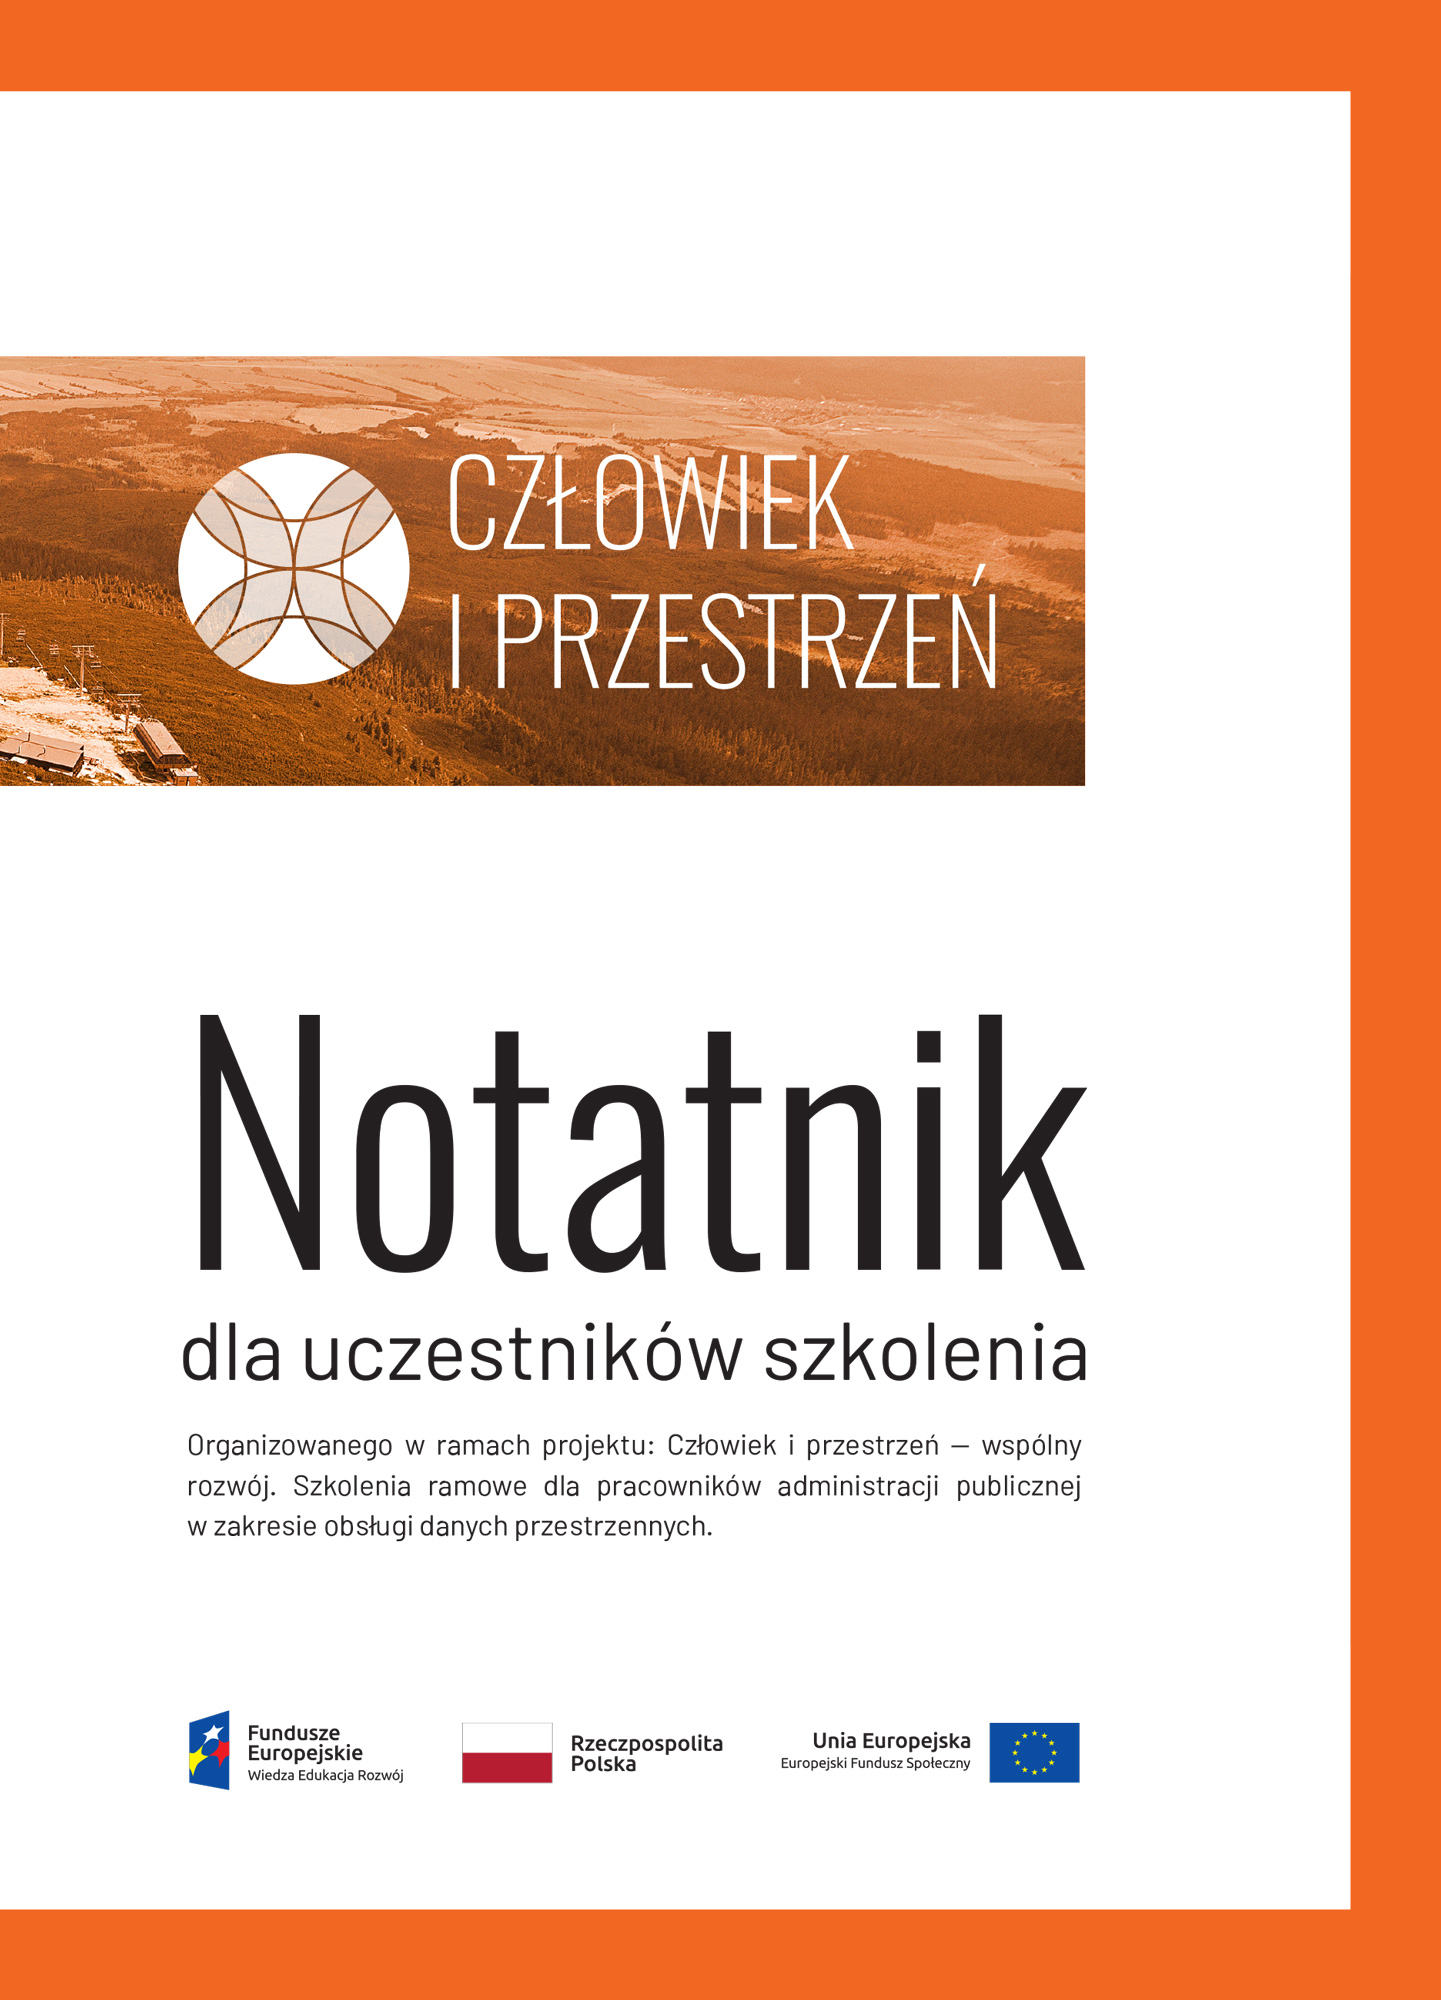 CZŁOWIEK
I PRZESTRZEŃ
Notatnik
dla uczestników szkolenia
Organizowanego w ramach projektu: Człowiek i przestrzeń — wspólny
rozwój. Szkolenia ramowe dla pracowników administracji publicznej
w zakresie obsługi danych przestrzennych.
Fundusze
Europejskie
Wiedza Edukacja Rozwój
Rzeczpospolita
Polska
Unia Europejska
Europejski Fundusz Społeczny